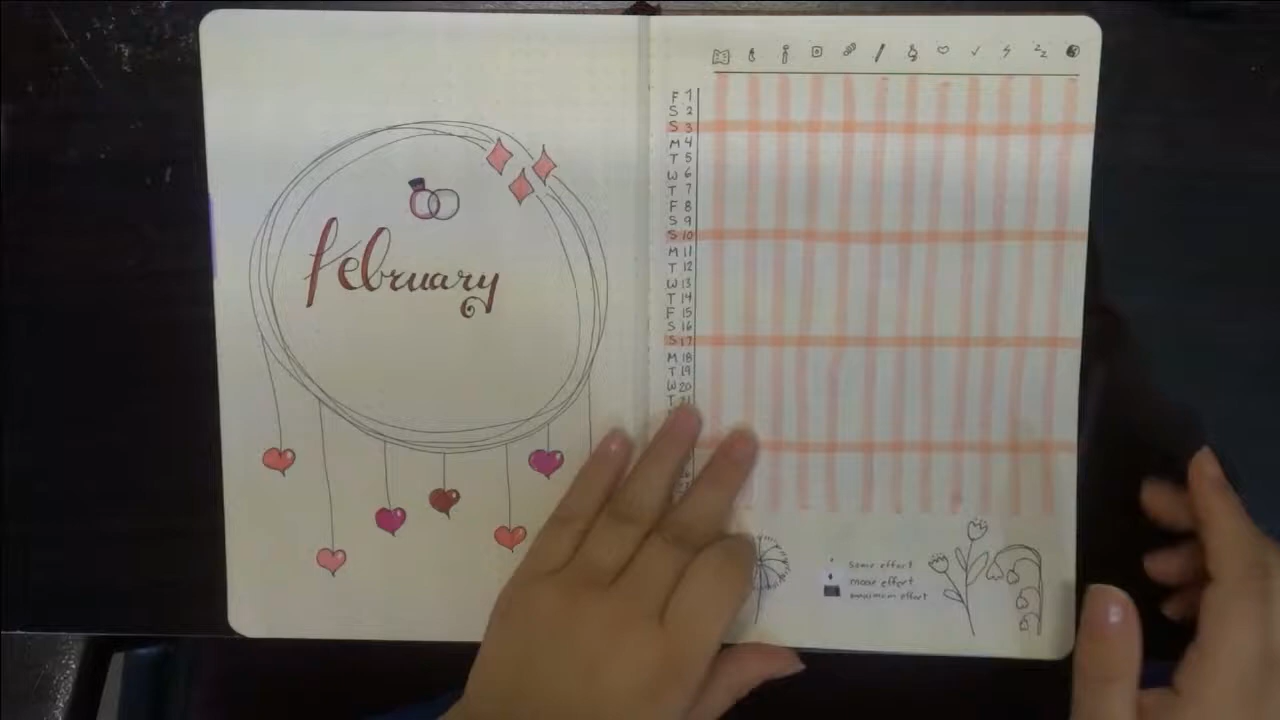 February
F 1
S 2
S 3
M 4
T 5
W 6
T 7
F 8
S 9
S 10
M 11
T 12
W 13
T 14
F 15
S 16
S 17
M 18
T 19
W 20
T 21
some effort
moor effort
maximum effort